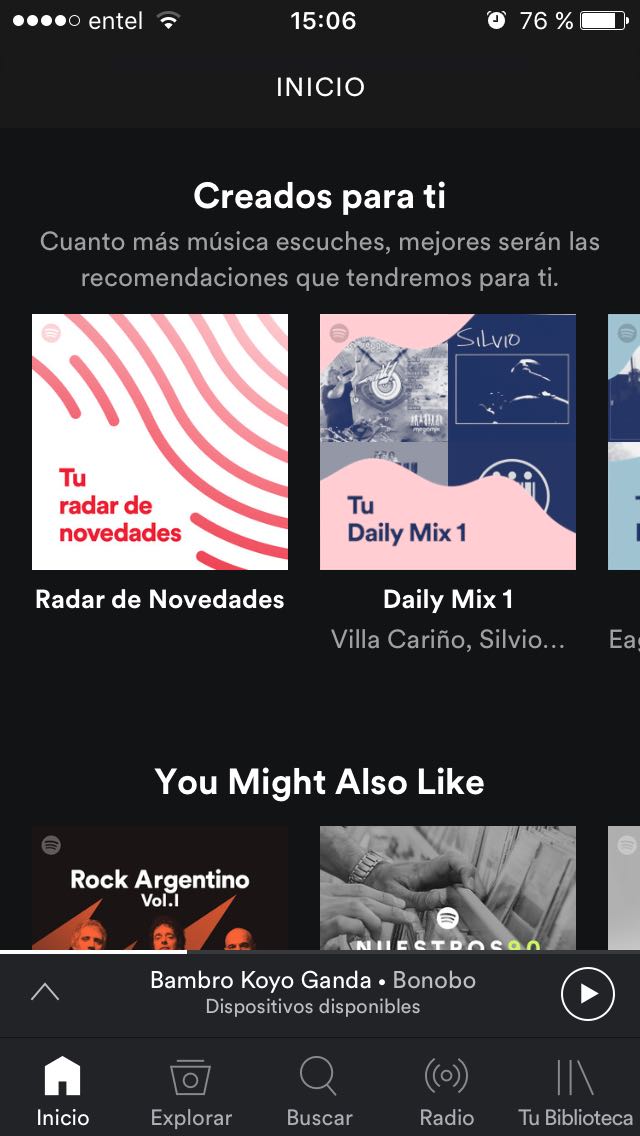 entel 15:06 76 %
INICIO
Creados para ti
Cuanto más música escuches, mejores serán las
recomendaciones que tendremos para ti.
Tu
radar de
novedades
SiLViO
Tu
Daily Mix 1
Radar de Novedades
Daily Mix 1
Villa Cariño, Silvio…
Eag
You Might Also Like
Rock Argentino
Vol.I
NUESTROS90
Bambro Koyo Ganda • Bonobo
Dispositivos disponibles
Inicio
Explorar
Buscar
Radio
Tu Biblioteca